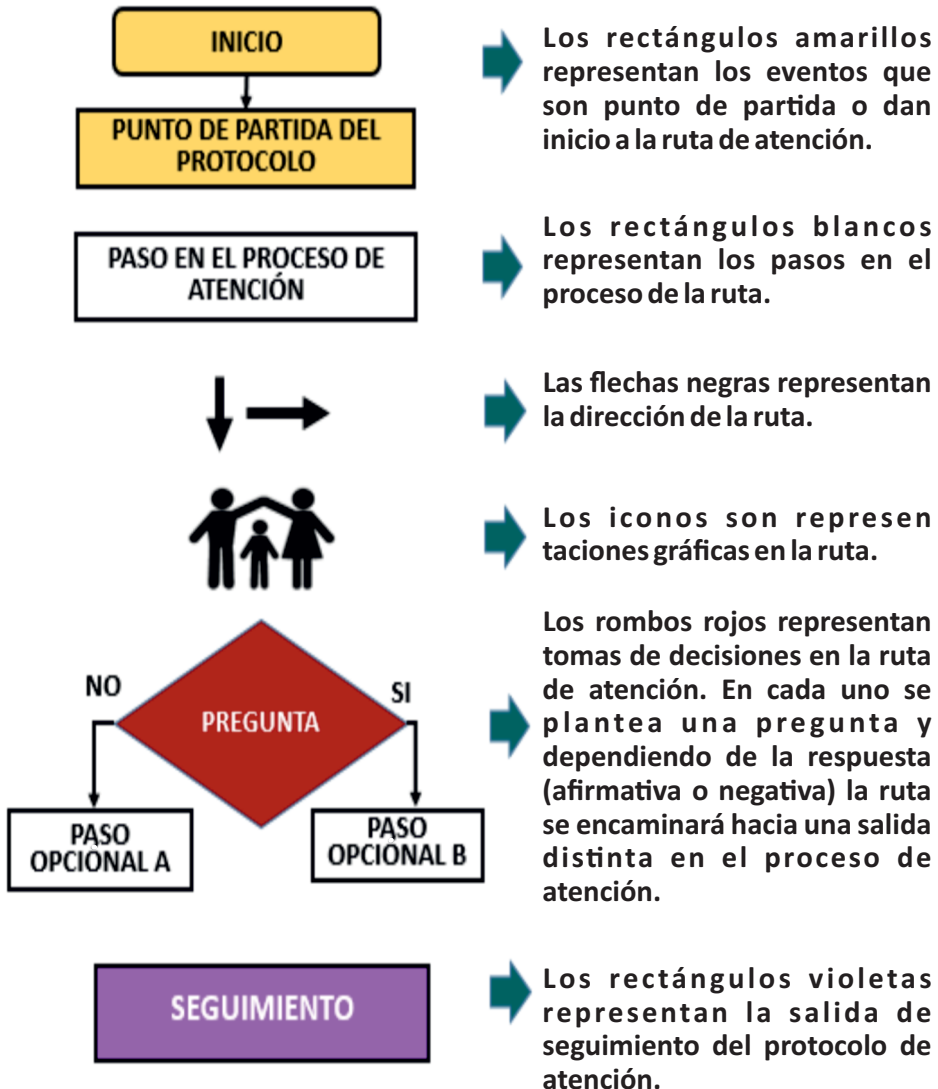 INICIO
PUNTO DE PARTIDA DEL
PROTOCOLO
Los rectángulos amarillos
representan los eventos que
son punto de partida o dan
inicio a la ruta de atención.
PASO EN EL PROCESO DE
ATENCIÓN
Los rectángulos blancos
representan los pasos en el
proceso de la ruta.
Las flechas negras representan
la dirección de la ruta.
Los iconos son represen
taciones gráficas en la ruta.
NO
SI
PREGUNTA
PASO
OPCIONAL A
PASO
OPCIONAL B
Los rombos rojos representan
tomas de decisiones en la ruta
de atención. En cada uno se
plantea una pregunta y
dependiendo de la respuesta
(afirmativa o negativa) la ruta
se encaminará hacia una salida
distinta en el proceso de
atención.
SEGUIMIENTO
Los rectángulos violetas
representan la salida de
seguimiento del protocolo de
atención.